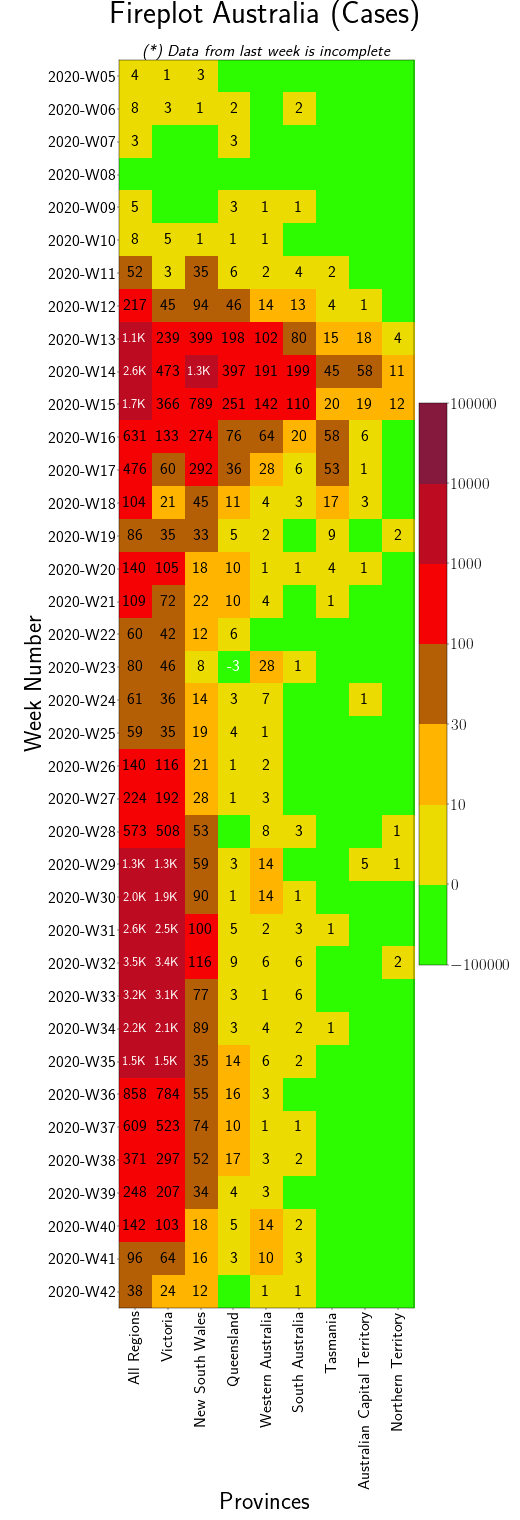 Fireplot Australia (Cases)
(*) Data from last week is incomplete
2020-W05 4 1 3
2020-W06 8 3 1 2 2
2020-W07 3 3
2020-W08
2020-W09 5 3 1 1
2020-W10 8 5 1 1 1
2020-W11 52 3 35 6 2 4 2
2020-W12 217 45 94 46 14 13 4 1
2020-W13 1.1K 239 399 198 102 80 15 18 4
2020-W14 2.6K 473 1.3K 397 191 199 45 58 11
2020-W15 1.7K 366 789 251 142 110 20 19 12
2020-W16 631 133 274 76 64 20 58 6
2020-W17 476 60 292 36 28 6 53 1
2020-W18 104 21 45 11 4 3 17 3
2020-W19 86 35 33 5 2 9 2
2020-W20 140 105 18 10 1 1 4 1
2020-W21 109 72 22 10 4 1
2020-W22 60 42 12 6
2020-W23 80 46 8 -3 28 1
2020-W24 61 36 14 3 7 1
2020-W25 59 35 19 4 1
2020-W26 140 116 21 1 2
2020-W27 224 192 28 1 3
2020-W28 573 508 53 8 3 1
2020-W29 1.3K 1.3K 59 3 14 5 1
2020-W30 2.0K 1.9K 90 1 14 1
2020-W31 2.6K 2.5K 100 5 2 3 1
2020-W32 3.5K 3.4K 116 9 6 6 2
2020-W33 3.2K 3.1K 77 3 1 6
2020-W34 2.2K 2.1K 89 3 4 2 1
2020-W35 1.5K 1.5K 35 14 6 2
2020-W36 858 784 55 16 3
2020-W37 609 523 74 10 1 1
2020-W38 371 297 52 17 3 2
2020-W39 248 207 34 4 3
2020-W40 142 103 18 5 14 2
2020-W41 96 64 16 3 10 3
2020-W42 38 24 12 1 1
Week Number
All Regions
Victoria
New South Wales
Queensland
Western Australia
South Australia
Tasmania
Australian Capital Territory
Northern Territory
Provinces
100000
10000
1000
100
30
10
0
−100000